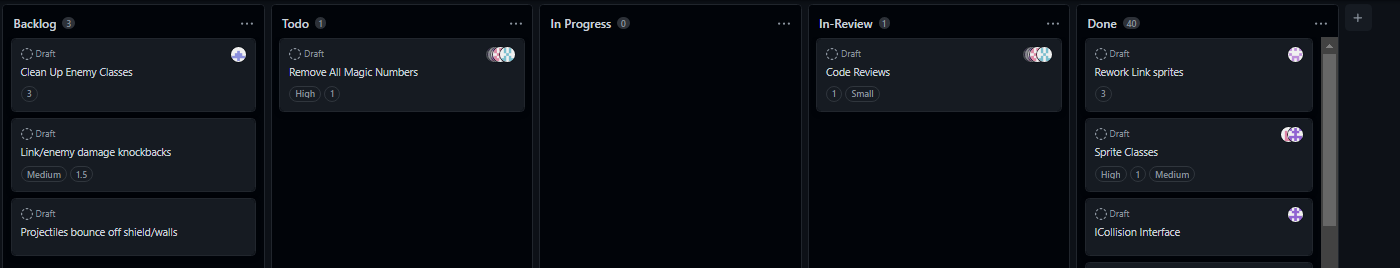 Backlog 3
Draft
Clean Up Enemy Classes
3
Draft
Link/enemy damage knockbacks
Medium 1.5
Draft
Projectiles bounce off shield/walls
Todo 1
Draft
Remove All Magic Numbers
High 1
In Progress 0
In-Review 1
Draft
Code Reviews
1 Small
Done 40
Draft
Rework Link sprites
3
Draft
Sprite Classes
High 1 Medium
Draft
ICollision Interface